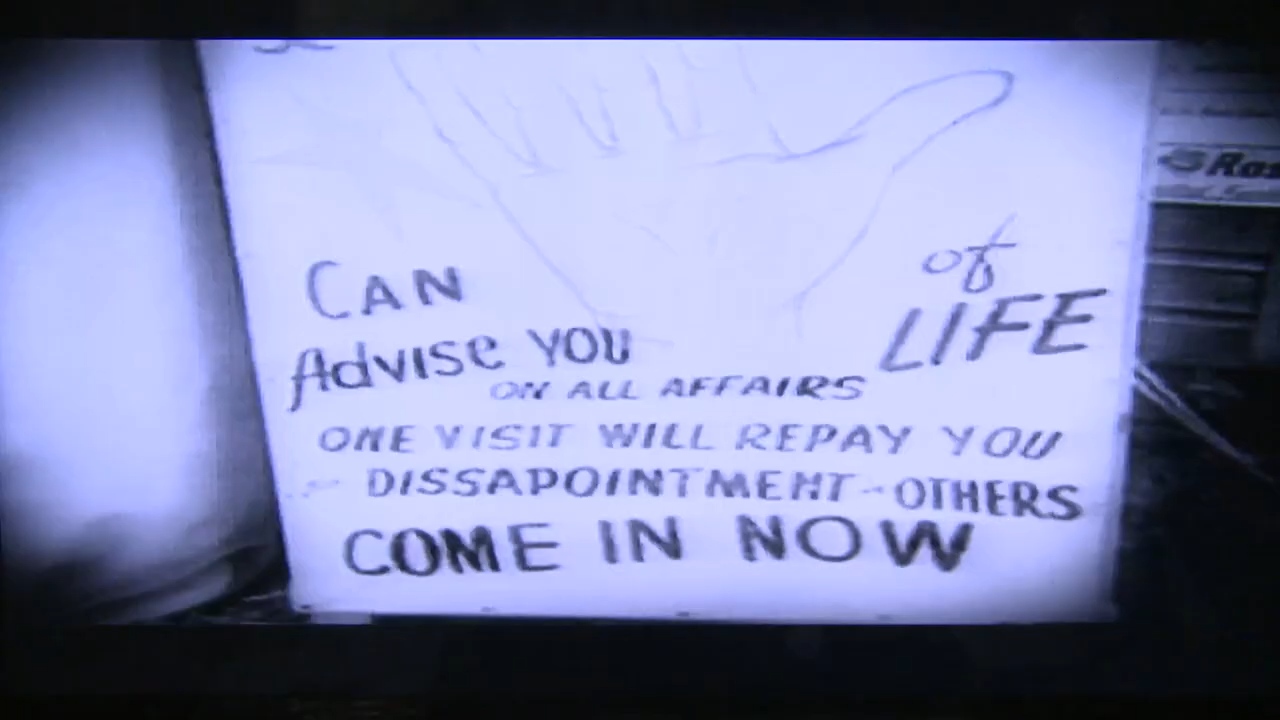 CAN
Advise YOU
of
LIFE
ON ALL AFFAIRS
ONE VISIT WILL REPAY YOU
DISSAPOINTMENT - OTHERS
COME IN NOW